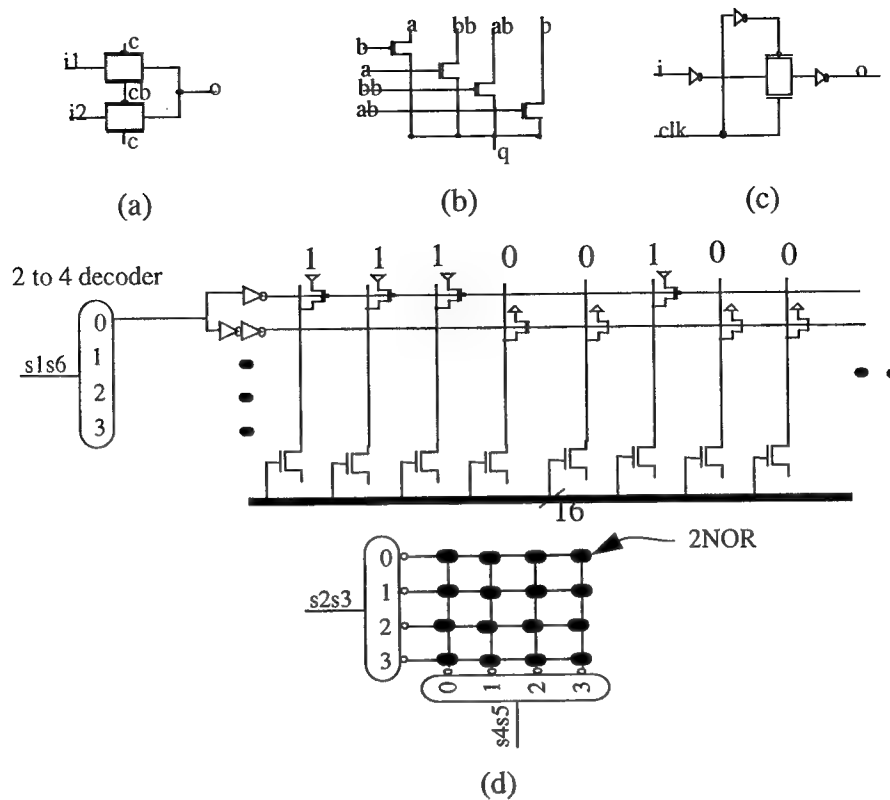 c
i1
cb
o
i2
c
(a)
a bb ab b
b
a
bb
ab
q
(b)
i
o
clk
(c)
1 1 1 0 0 1 0 0
2 to 4 decoder
0
1
s1s6
2
3
16
2NOR
0
1
s2s3
2
3
0 1 2 3
s4s5
(d)